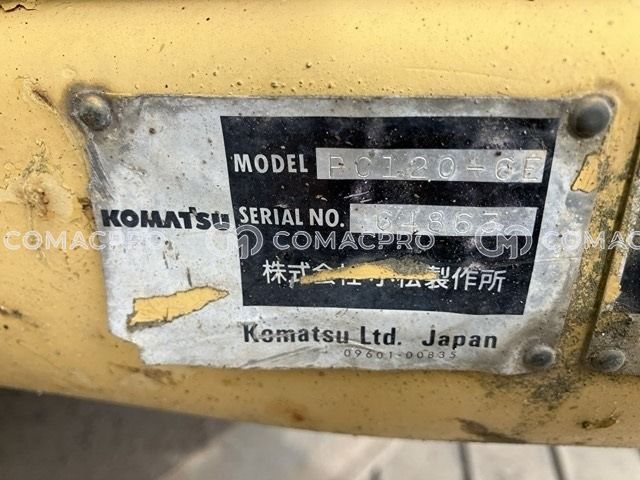 MODEL PC120-6E
KOMATSU SERIAL NO. 64863
COMACPRO COMACPRO COMACPRO
株式会社小松製作所
Komatsu Ltd. Japan
09601-00835